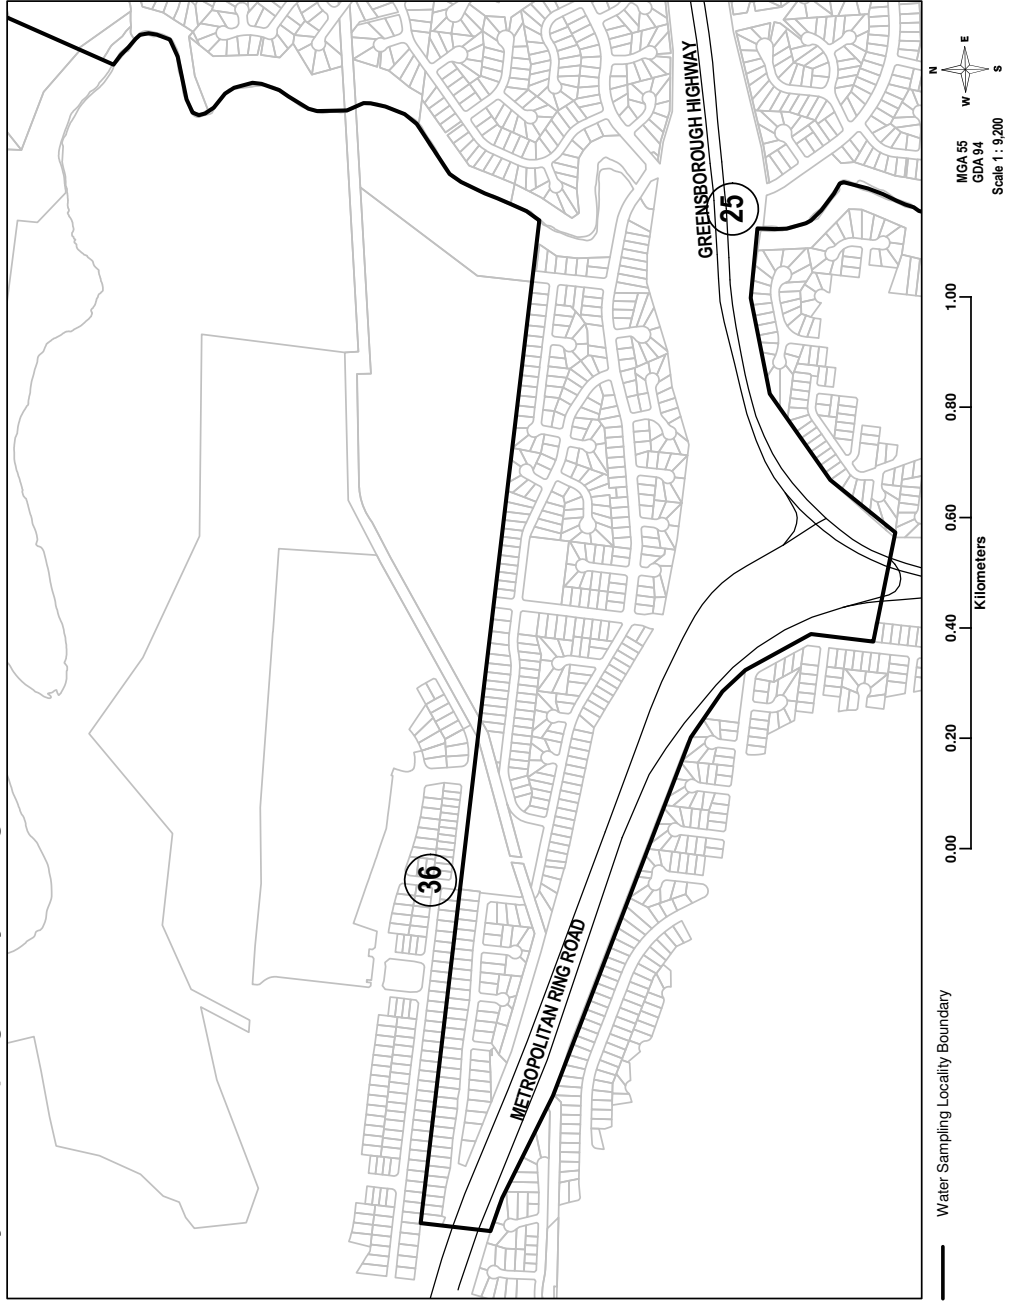 GREENSBOROUGH HIGHWAY
25
36
METROPOLITAN RING ROAD
Water Sampling Locality Boundary
0.00 0.20 0.40 0.60 0.80 1.00
Kilometers
N
E
S
W
MGA 55
GDA 94
Scale 1 : 9,200